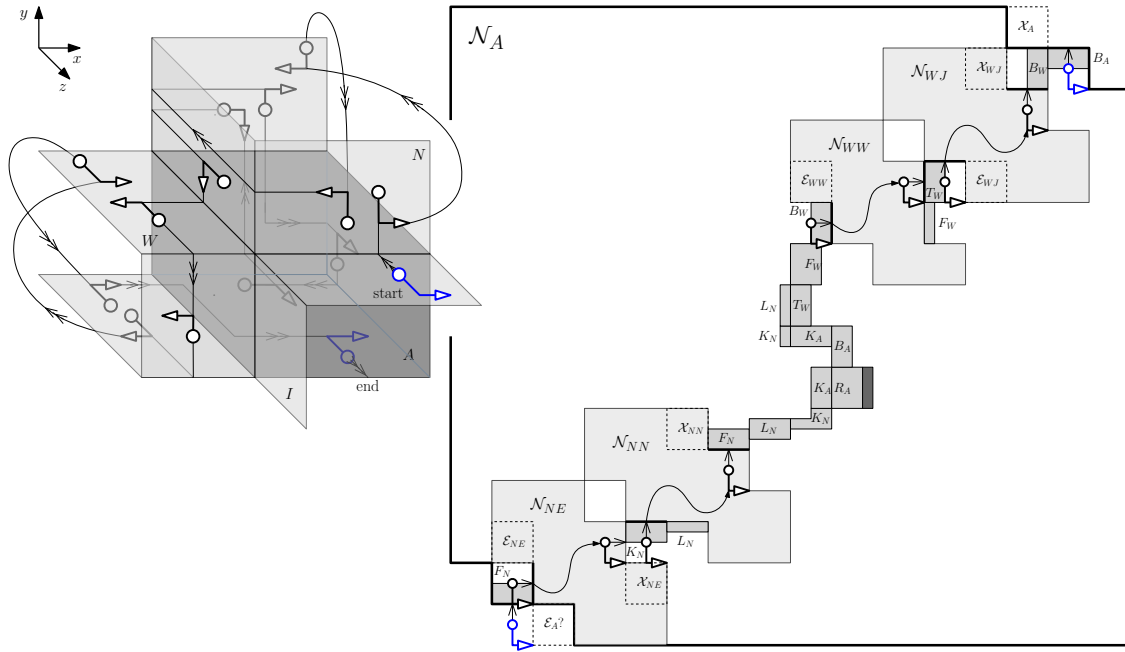 y
x
z
N
W
start
A
I
end
𝒩_A
𝒳_A
𝒩_WJ
𝒳_WJ
B_W
B_A
𝒩_WW
ℰ_WW
T_W
ℰ_WJ
B_W
F_W
F_W
L_N
T_W
K_N
K_A
B_A
K_A
R_A
K_N
L_N
𝒳_NN
F_N
𝒩_NN
𝒩_NE
ℰ_NE
K_N
L_N
F_N
𝒳_NE
ℰ_A?